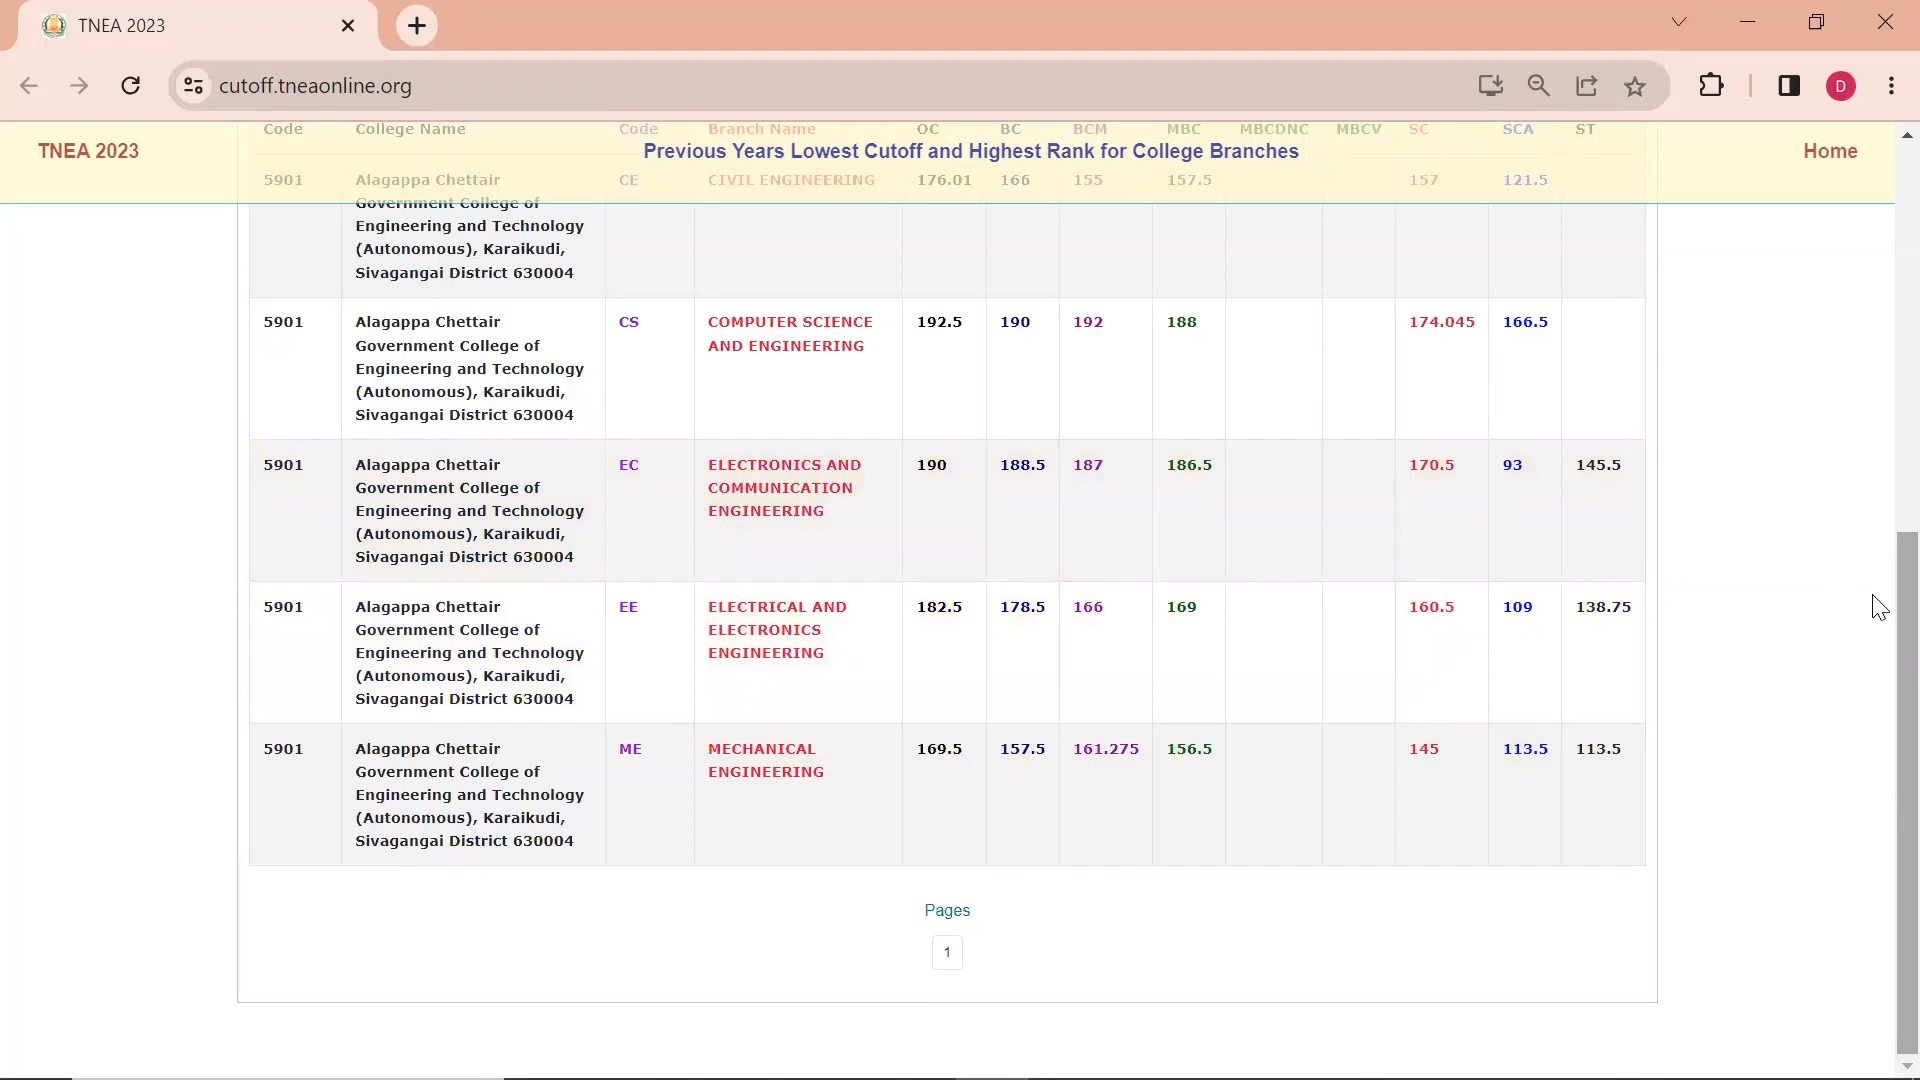 TNEA 2023
cutoff.tneaonline.org
D
Code College Name Code Branch Name OC BC BCM MBC MBCDNC MBCV SC SCA ST
TNEA 2023 Previous Years Lowest Cutoff and Highest Rank for College Branches Home
5901 Alagappa Chettair CE CIVIL ENGINEERING 176.01 166 155 157.5 157 121.5
Government College of
Engineering and Technology
(Autonomous), Karaikudi,
Sivagangai District 630004
5901 Alagappa Chettair CS COMPUTER SCIENCE 192.5 190 192 188 174.045 166.5
Government College of AND ENGINEERING
Engineering and Technology
(Autonomous), Karaikudi,
Sivagangai District 630004
5901 Alagappa Chettair EC ELECTRONICS AND 190 188.5 187 186.5 170.5 93 145.5
Government College of COMMUNICATION
Engineering and Technology ENGINEERING
(Autonomous), Karaikudi,
Sivagangai District 630004
5901 Alagappa Chettair EE ELECTRICAL AND 182.5 178.5 166 169 160.5 109 138.75
Government College of ELECTRONICS
Engineering and Technology ENGINEERING
(Autonomous), Karaikudi,
Sivagangai District 630004
5901 Alagappa Chettair ME MECHANICAL 169.5 157.5 161.275 156.5 145 113.5 113.5
Government College of ENGINEERING
Engineering and Technology
(Autonomous), Karaikudi,
Sivagangai District 630004
Pages
1